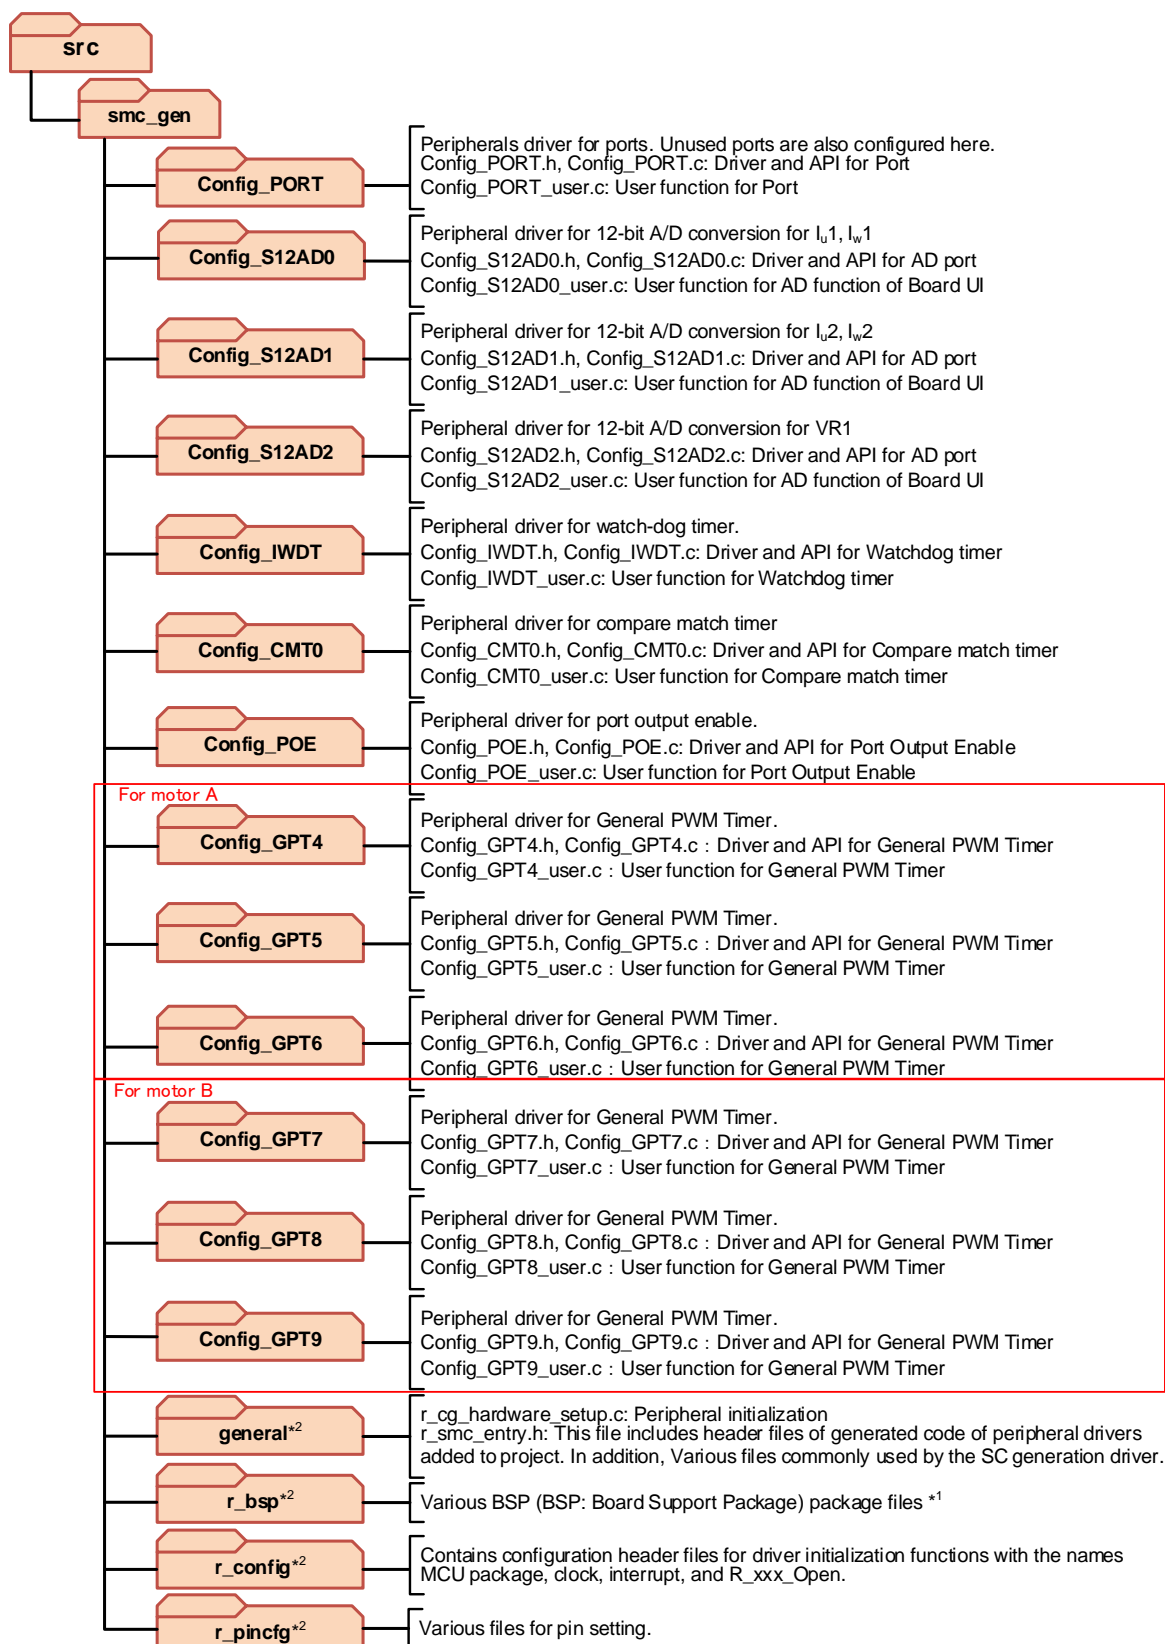 src
smc_gen
Config_PORT
Peripherals driver for ports. Unused ports are also configured here.
Config_PORT.h, Config_PORT.c: Driver and API for Port
Config_PORT_user.c: User function for Port
Config_S12AD0
Peripheral driver for 12-bit A/D conversion for Iu1, Iw1
Config_S12AD0.h, Config_S12AD0.c: Driver and API for AD port
Config_S12AD0_user.c: User function for AD function of Board UI
Config_S12AD1
Peripheral driver for 12-bit A/D conversion for Iu2, Iw2
Config_S12AD1.h, Config_S12AD1.c: Driver and API for AD port
Config_S12AD1_user.c: User function for AD function of Board UI
Config_S12AD2
Peripheral driver for 12-bit A/D conversion for VR1
Config_S12AD2.h, Config_S12AD2.c: Driver and API for AD port
Config_S12AD2_user.c: User function for AD function of Board UI
Config_IWDT
Peripheral driver for watch-dog timer.
Config_IWDT.h, Config_IWDT.c: Driver and API for Watchdog timer
Config_IWDT_user.c: User function for Watchdog timer
Config_CMT0
Peripheral driver for compare match timer
Config_CMT0.h, Config_CMT0.c: Driver and API for Compare match timer
Config_CMT0_user.c: User function for Compare match timer
Config_POE
Peripheral driver for port output enable.
Config_POE.h, Config_POE.c: Driver and API for Port Output Enable
Config_POE_user.c: User function for Port Output Enable
For motor A
Config_GPT4
Peripheral driver for General PWM Timer.
Config_GPT4.h, Config_GPT4.c : Driver and API for General PWM Timer
Config_GPT4_user.c : User function for General PWM Timer
Config_GPT5
Peripheral driver for General PWM Timer.
Config_GPT5.h, Config_GPT5.c : Driver and API for General PWM Timer
Config_GPT5_user.c : User function for General PWM Timer
Config_GPT6
Peripheral driver for General PWM Timer.
Config_GPT6.h, Config_GPT6.c : Driver and API for General PWM Timer
Config_GPT6_user.c : User function for General PWM Timer
For motor B
Config_GPT7
Peripheral driver for General PWM Timer.
Config_GPT7.h, Config_GPT7.c : Driver and API for General PWM Timer
Config_GPT7_user.c : User function for General PWM Timer
Config_GPT8
Peripheral driver for General PWM Timer.
Config_GPT8.h, Config_GPT8.c : Driver and API for General PWM Timer
Config_GPT8_user.c : User function for General PWM Timer
Config_GPT9
Peripheral driver for General PWM Timer.
Config_GPT9.h, Config_GPT9.c : Driver and API for General PWM Timer
Config_GPT9_user.c : User function for General PWM Timer
general*2
r_cg_hardware_setup.c: Peripheral initialization
r_smc_entry.h: This file includes header files of generated code of peripheral drivers
added to project. In addition, Various files commonly used by the SC generation driver.
r_bsp*2
Various BSP (BSP: Board Support Package) package files *1
r_config*2
Contains configuration header files for driver initialization functions with the names
MCU package, clock, interrupt, and R_xxx_Open.
r_pincfg*2
Various files for pin setting.